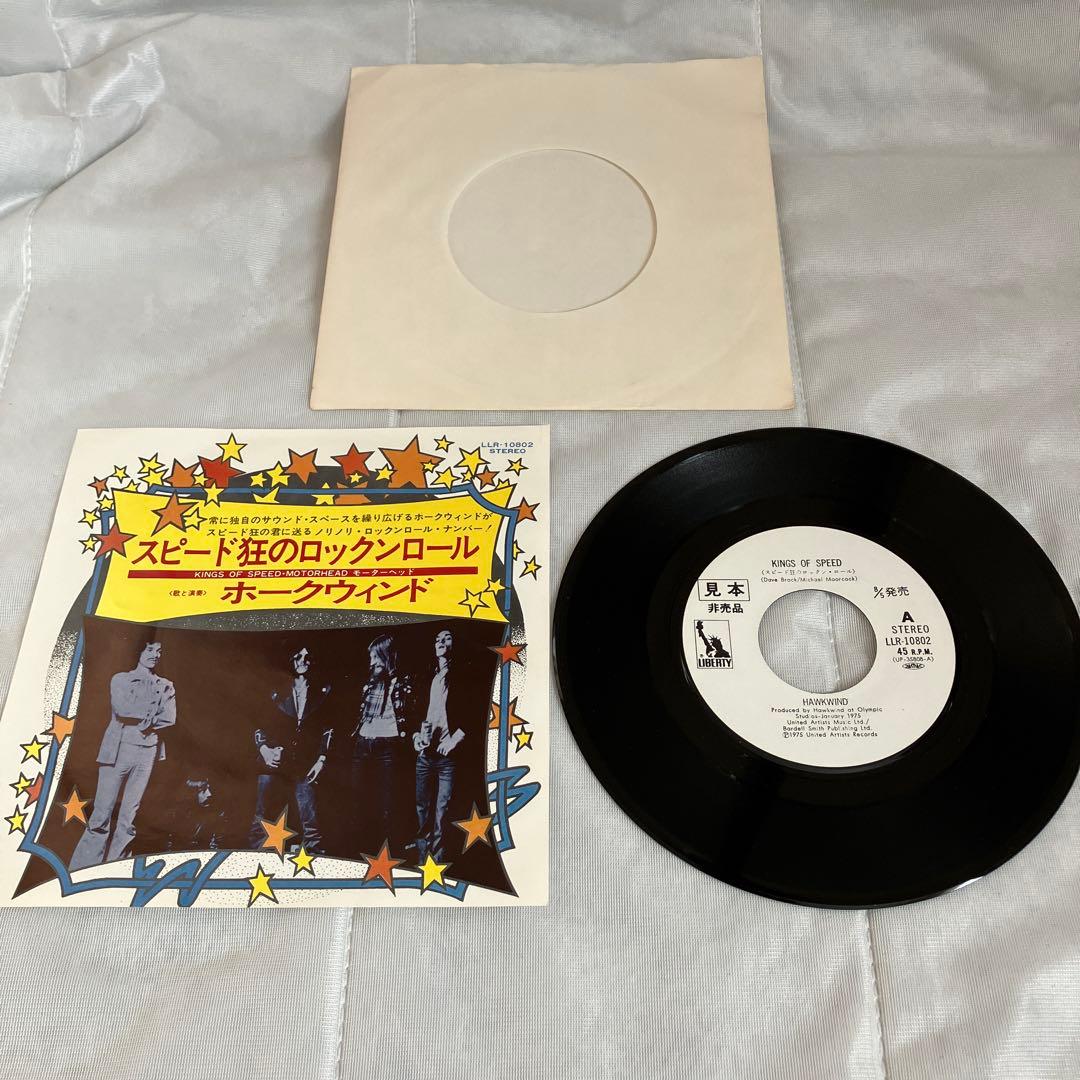 LLR-10802
STEREO
常に独自のサウンド・スペースを繰り広げるホークウィンドが
スピード狂の君に送るノリノリ・ロックンロール・ナンバー!
スピード狂のロックンロール
KINGS OF SPEED・MOTORHEAD モーターヘッド
〈歌と演奏〉 ホークウィンド
KINGS OF SPEED
(スピード狂のロックン・ロール)
(Dave Brock/Michael Moorcock)
見本
非売品
8/5発売
A
STEREO
LLR-10802
45 R.P.M.
(UP-35808-A)
LIBERTY
HAWKWIND
Produced by Hawkwind at Olympic
Studios-January 1975
United Artists Music Ltd./
Bardell Smith Publishing Ltd.
Ⓟ1975 United Artists Records